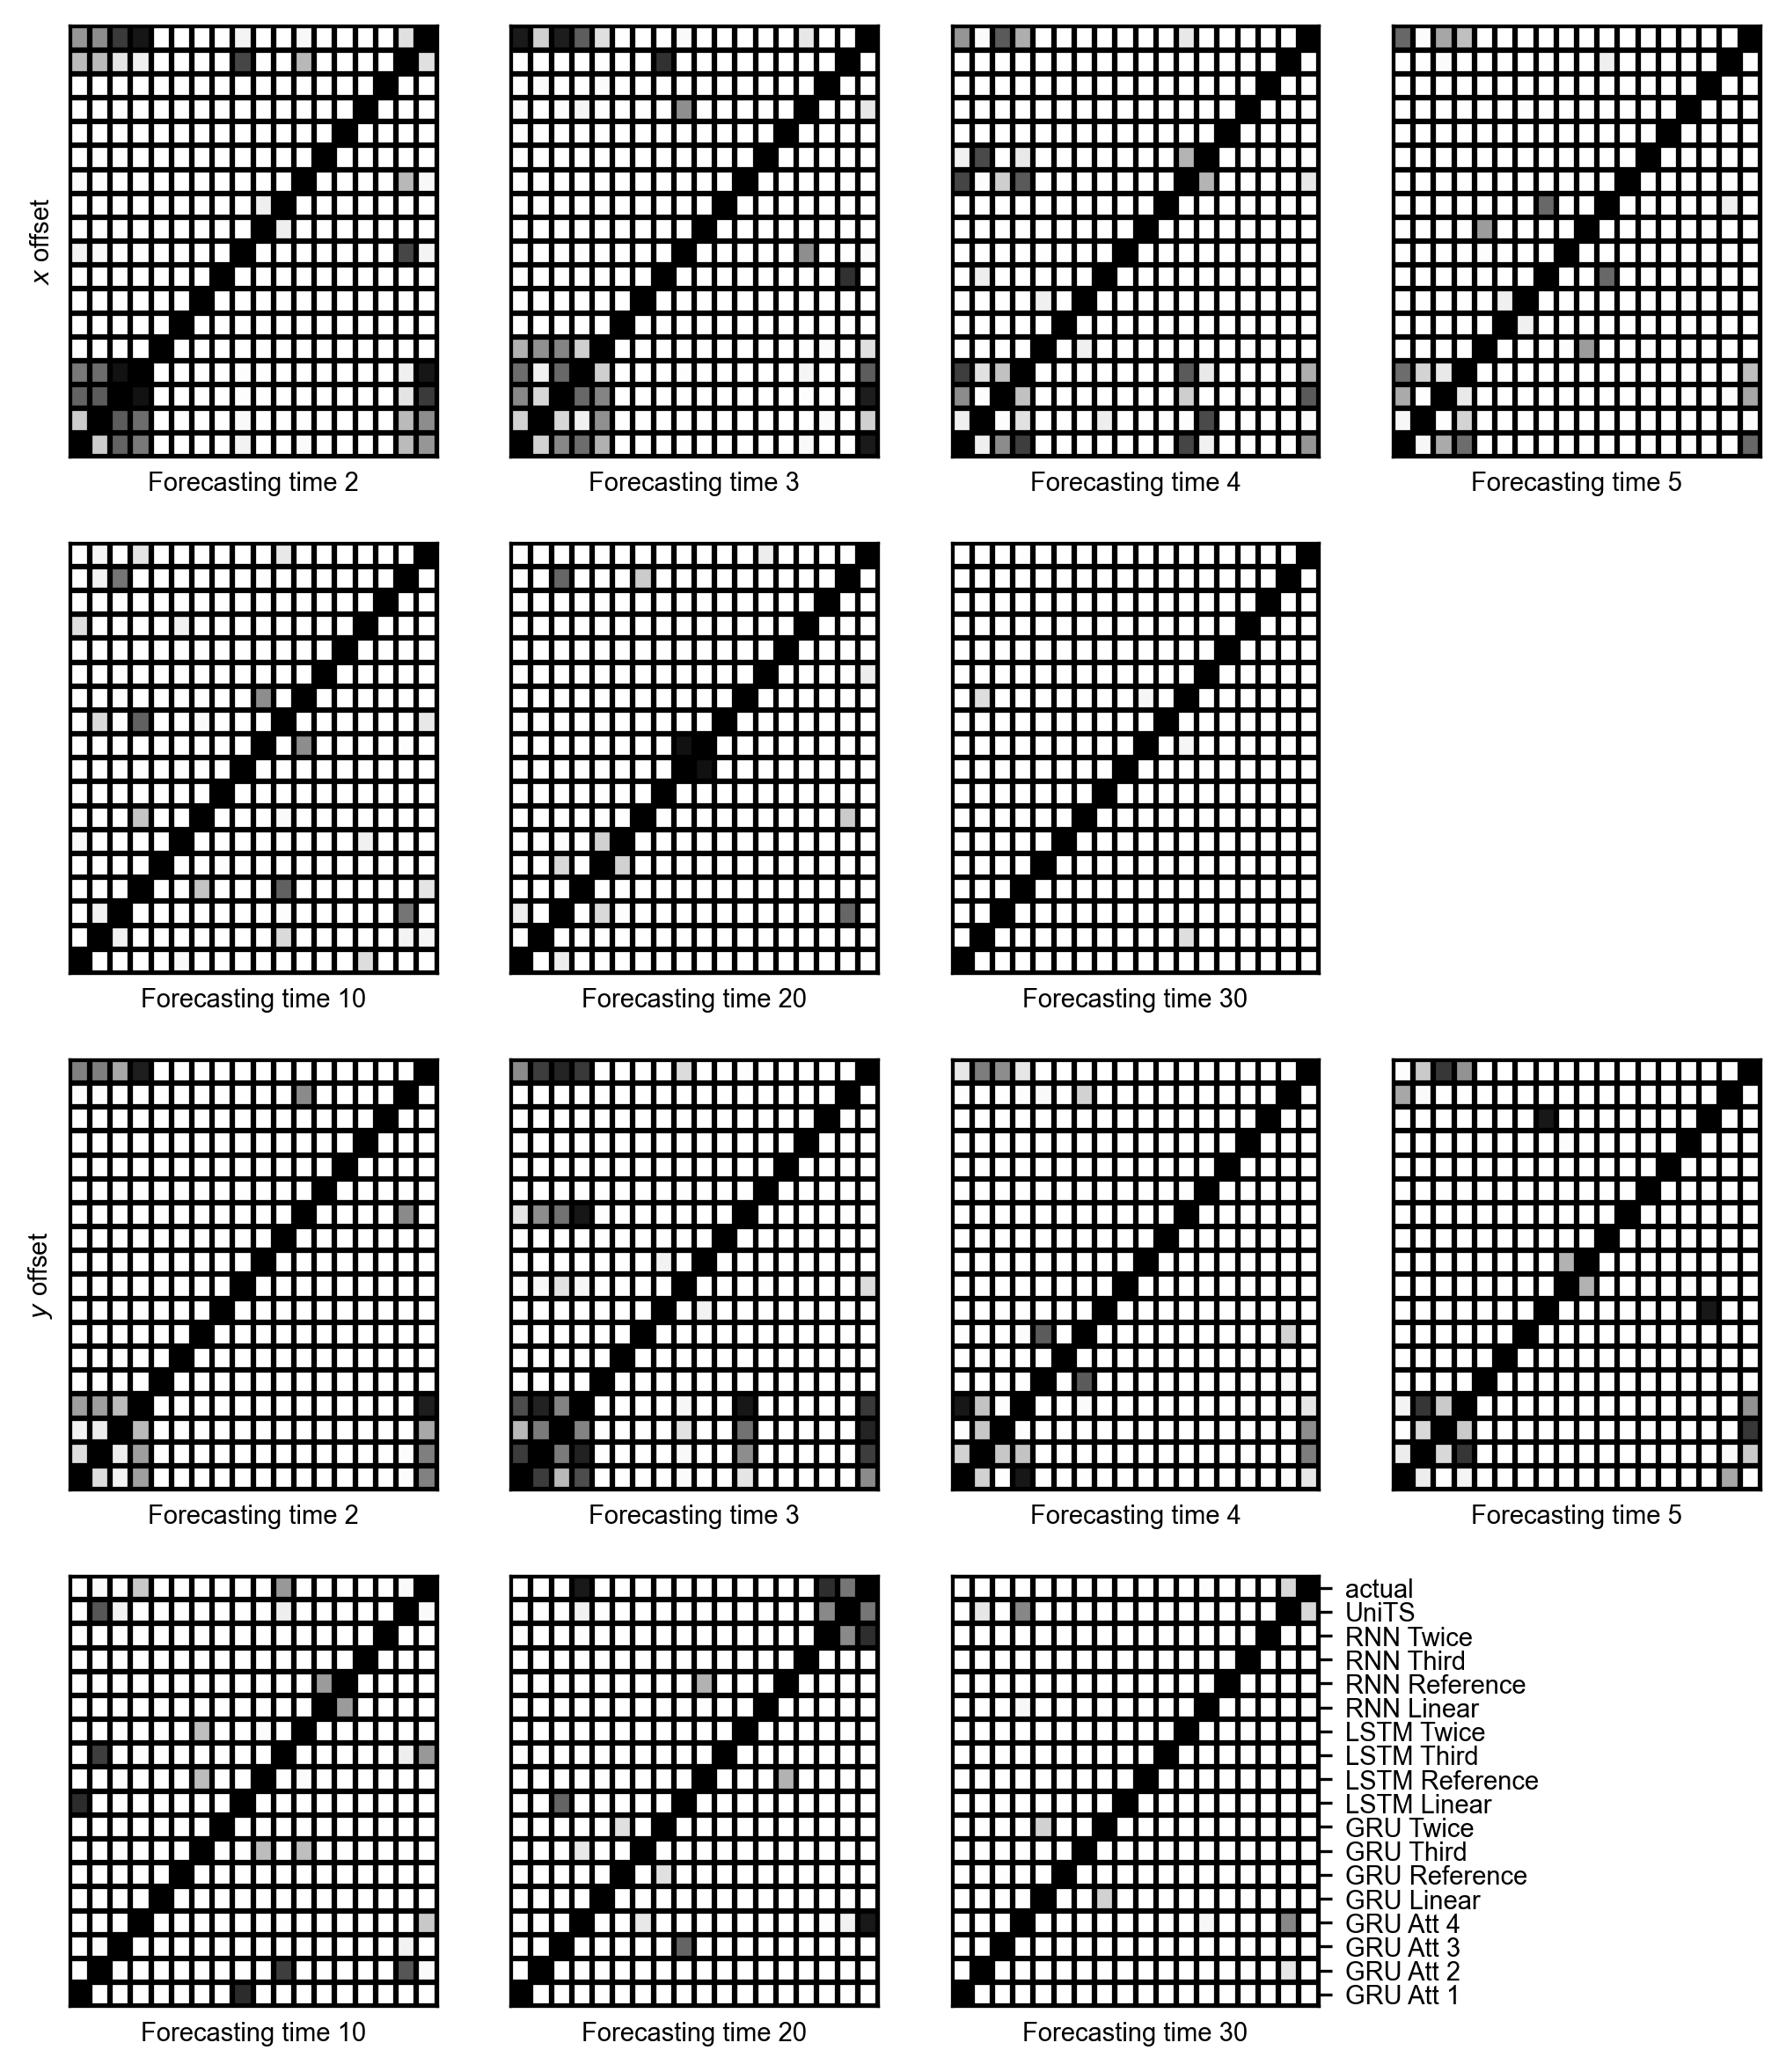 x offset
Forecasting time 2
Forecasting time 3
Forecasting time 4
Forecasting time 5
Forecasting time 10
Forecasting time 20
Forecasting time 30
y offset
Forecasting time 2
Forecasting time 3
Forecasting time 4
Forecasting time 5
actual
UniTS
RNN Twice
RNN Third
RNN Reference
RNN Linear
LSTM Twice
LSTM Third
LSTM Reference
LSTM Linear
GRU Twice
GRU Third
GRU Reference
GRU Linear
GRU Att 4
GRU Att 3
GRU Att 2
GRU Att 1
Forecasting time 10
Forecasting time 20
Forecasting time 30